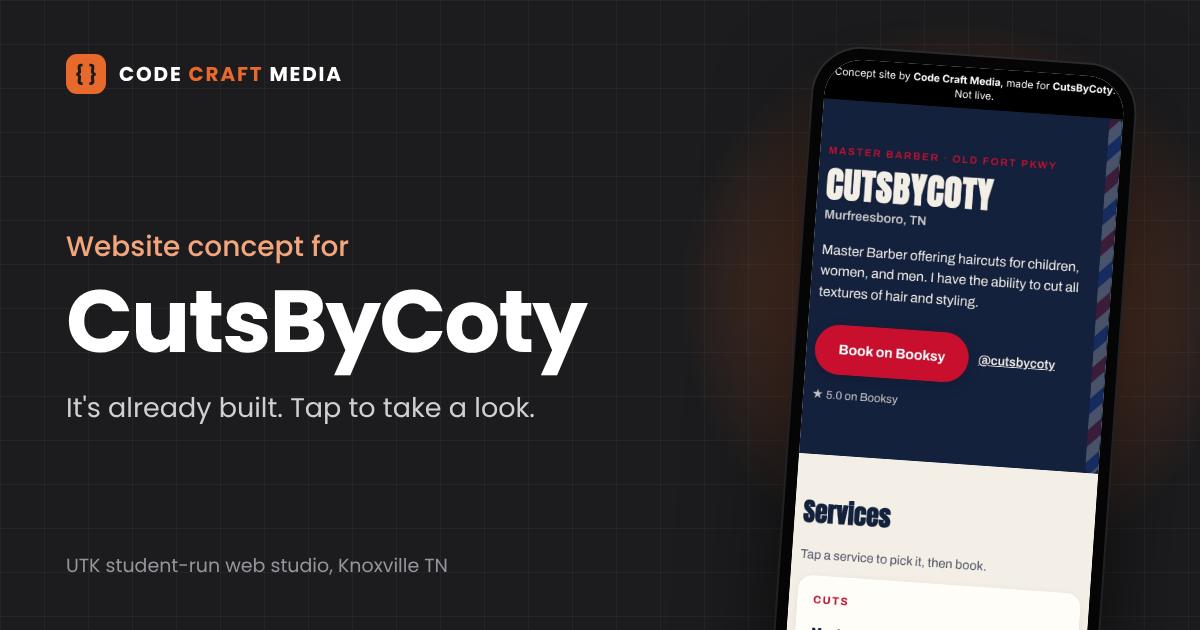 { }
CODE CRAFT MEDIA
Website concept for
CutsByCoty
It's already built. Tap to take a look.
UTK student-run web studio, Knoxville TN
Concept site by Code Craft Media, made for CutsByCoty.
Not live.
MASTER BARBER · OLD FORT PKWY
CUTSBYCOTY
Murfreesboro, TN
Master Barber offering haircuts for children,
women, and men. I have the ability to cut all
textures of hair and styling.
Book on Booksy
@cutsbycoty
★ 5.0 on Booksy
Services
Tap a service to pick it, then book.
CUTS